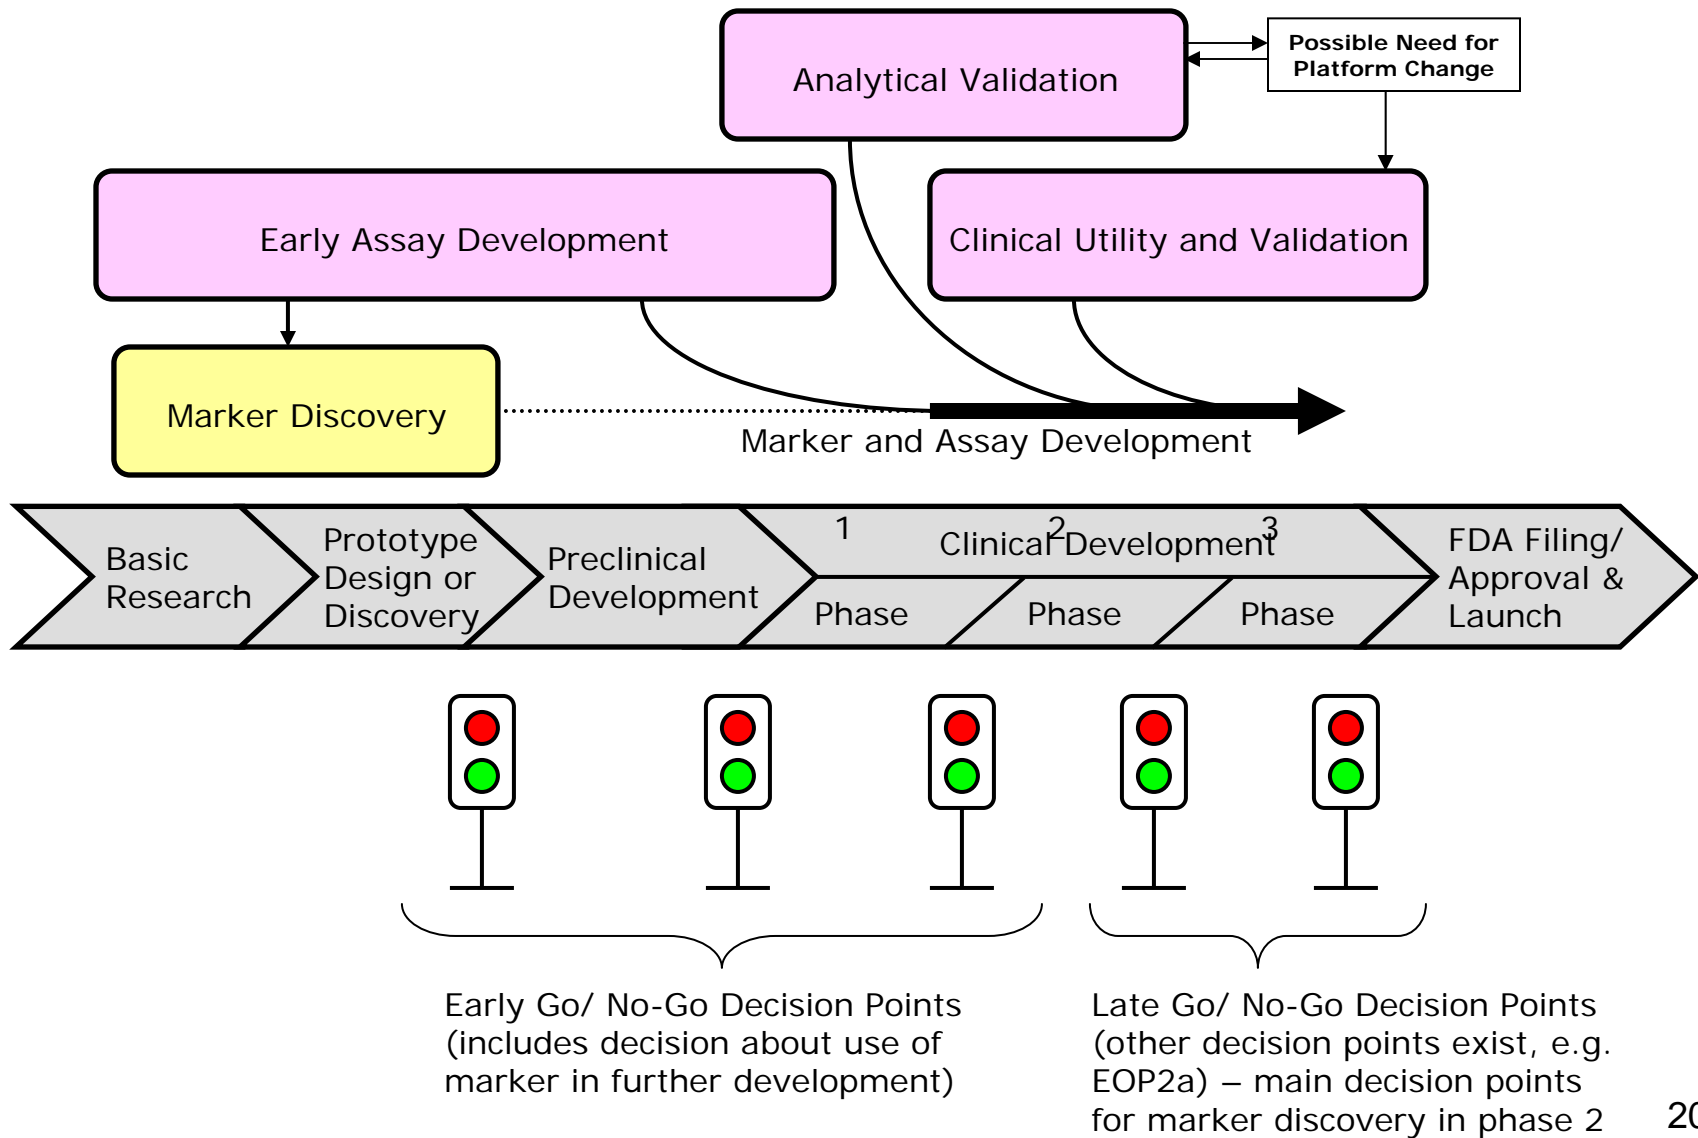 Possible Need for
Platform Change
Analytical Validation
Early Assay Development
Clinical Utility and Validation
Marker Discovery
Marker and Assay Development
Basic
Research
Prototype
Design or
Discovery
Preclinical
Development
1
2
3
Clinical Development
Phase
Phase
Phase
FDA Filing/
Approval &
Launch
Early Go/ No-Go Decision Points
(includes decision about use of
marker in further development)
Late Go/ No-Go Decision Points
(other decision points exist, e.g.
EOP2a) – main decision points
for marker discovery in phase 2
20